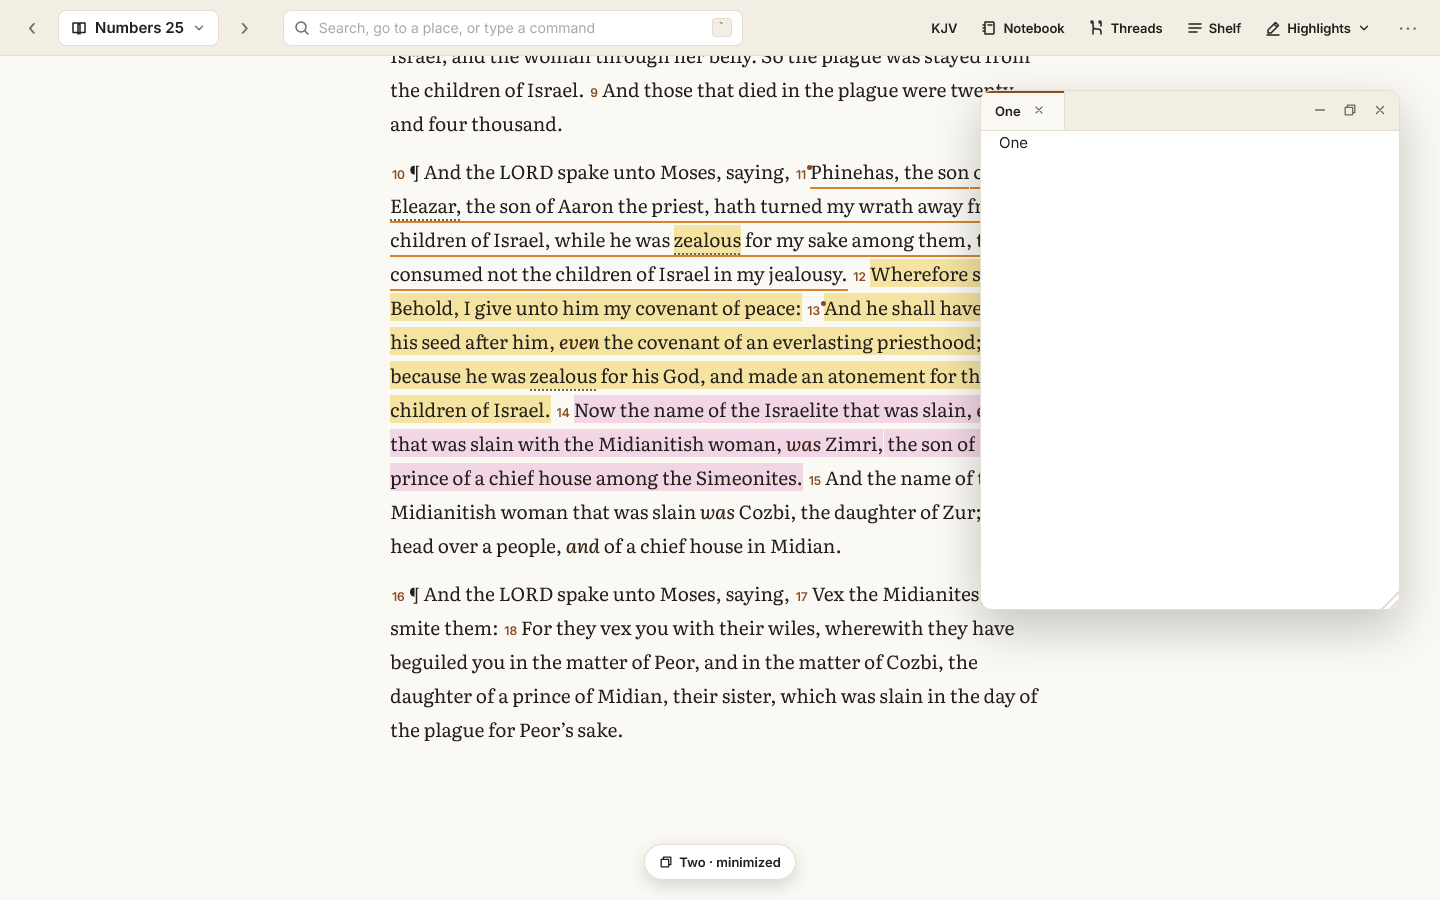 Numbers 25
Search, go to a place, or type a command
`
KJV
Notebook
Threads
Shelf
Highlights
Israel, and the woman through her belly. So the plague was stayed from
the children of Israel. 9 And those that died in the plague were twenty
and four thousand.
10 ¶ And the LORD spake unto Moses, saying, 11 Phinehas, the son
Eleazar, the son of Aaron the priest, hath turned my wrath away
children of Israel, while he was zealous for my sake among them,
consumed not the children of Israel in my jealousy. 12 Wherefore
Behold, I give unto him my covenant of peace: 13 And he shall have
his seed after him, even the covenant of an everlasting priesthood;
because he was zealous for his God, and made an atonement for
children of Israel. 14 Now the name of the Israelite that was slain,
that was slain with the Midianitish woman, was Zimri, the son of
prince of a chief house among the Simeonites. 15 And the name of
Midianitish woman that was slain was Cozbi, the daughter of Zur;
head over a people, and of a chief house in Midian.
16 ¶ And the LORD spake unto Moses, saying, 17 Vex the Midianites
smite them: 18 For they vex you with their wiles, wherewith they have
beguiled you in the matter of Peor, and in the matter of Cozbi, the
daughter of a prince of Midian, their sister, which was slain in the day of
the plague for Peor’s sake.
One
One
Two · minimized